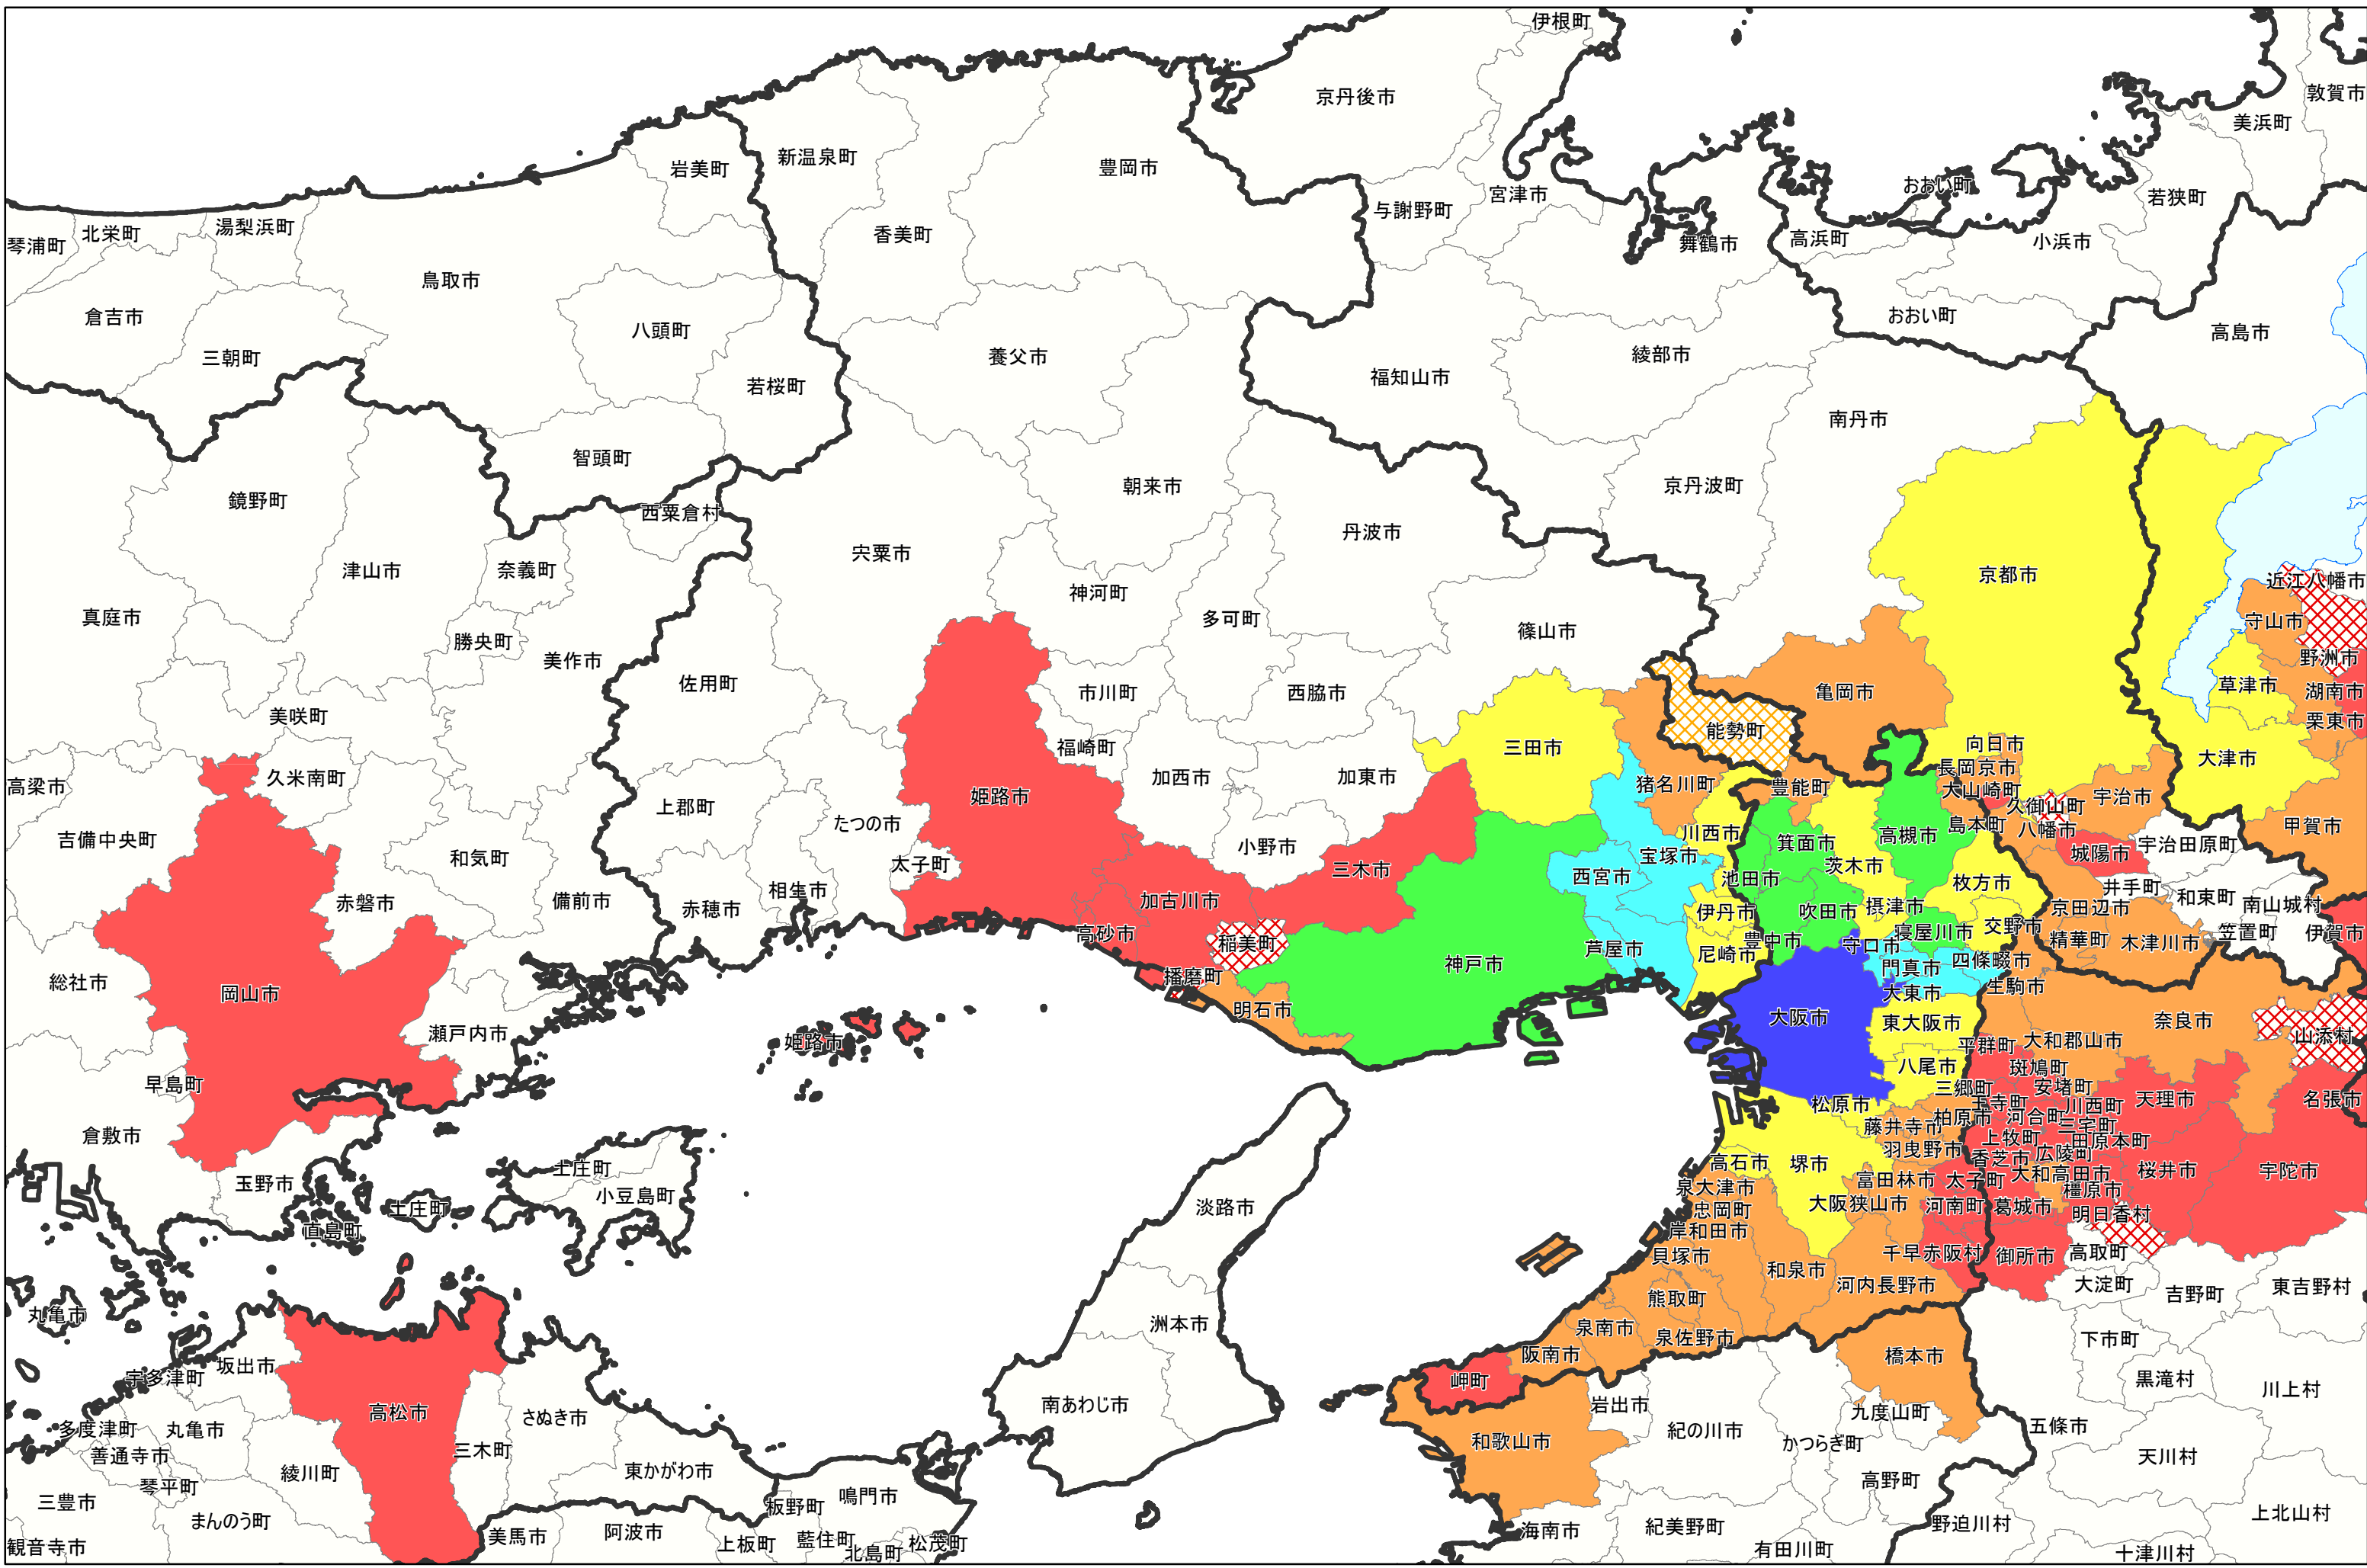 伊根町
京丹後市
敦賀市
美浜町
岩美町
新温泉町
豊岡市
与謝野町
宮津市
おおい町
若狭町
琴浦町
北栄町
湯梨浜町
香美町
舞鶴市
高浜町
小浜市
鳥取市
倉吉市
三朝町
八頭町
若桜町
養父市
福知山市
綾部市
おおい町
高島市
南丹市
智頭町
鏡野町
朝来市
京丹波町
西粟倉村
津山市
奈義町
宍粟市
丹波市
京都市
近江八幡市
真庭市
勝央町
美作市
神河町
多可町
篠山市
守山市
野洲市
佐用町
市川町
西脇市
亀岡市
草津市
湖南市
美咲町
能勢町
栗東市
福崎町
三田市
向日市
大津市
高梁市
久米南町
加西市
加東市
猪名川町
豊能町
長岡京市
大山崎町
久御山町
宇治市
姫路市
上郡町
たつの市
吉備中央町
和気町
太子町
小野市
三木市
川西市
箕面市
高槻市
島本町
八幡市
甲賀市
宇治田原町
城陽市
宝塚市
茨木市
赤磐市
備前市
赤穂市
相生市
加古川市
西宮市
池田市
枚方市
井手町
和束町
南山城村
伊丹市
吹田市
摂津市
京田辺市
高砂市
稲美町
芦屋市
尼崎市
豊中市
守口市
寝屋川市
交野市
精華町
木津川市
笠置町
伊賀市
総社市
岡山市
播磨町
神戸市
門真市
四條畷市
生駒市
大東市
明石市
大阪市
東大阪市
奈良市
瀬戸内市
姫路市
平群町
大和郡山市
山添村
早島町
八尾市
斑鳩町
三郷町
安堵町
倉敷市
松原市
王寺町
川西町
天理市
名張市
藤井寺市
柏原市
河合町
三宅町
上牧町
田原本町
羽曳野市
香芝市
広陵町
玉野市
土庄町
小豆島町
高石市
堺市
富田林市
太子町
大和高田市
桜井市
宇陀市
泉大津市
橿原市
土庄町
直島町
淡路市
忠岡町
大阪狭山市
河南町
葛城市
明日香村
岸和田市
貝塚市
千早赤阪村
御所市
高取町
和泉市
河内長野市
大淀町
吉野町
東吉野村
丸亀市
熊取町
洲本市
泉南市
泉佐野市
下市町
坂出市
宇多津町
阪南市
橋本市
岬町
黒滝村
川上村
高松市
さぬき市
南あわじ市
岩出市
九度山町
五條市
多度津町
丸亀市
善通寺市
三木町
和歌山市
紀の川市
かつらぎ町
天川村
琴平町
綾川町
東かがわ市
高野町
三豊市
まんのう町
板野町
鳴門市
上北山村
観音寺市
美馬市
阿波市
上板町
藍住町
北島町
松茂町
海南市
紀美野町
有田川町
野迫川村
十津川村